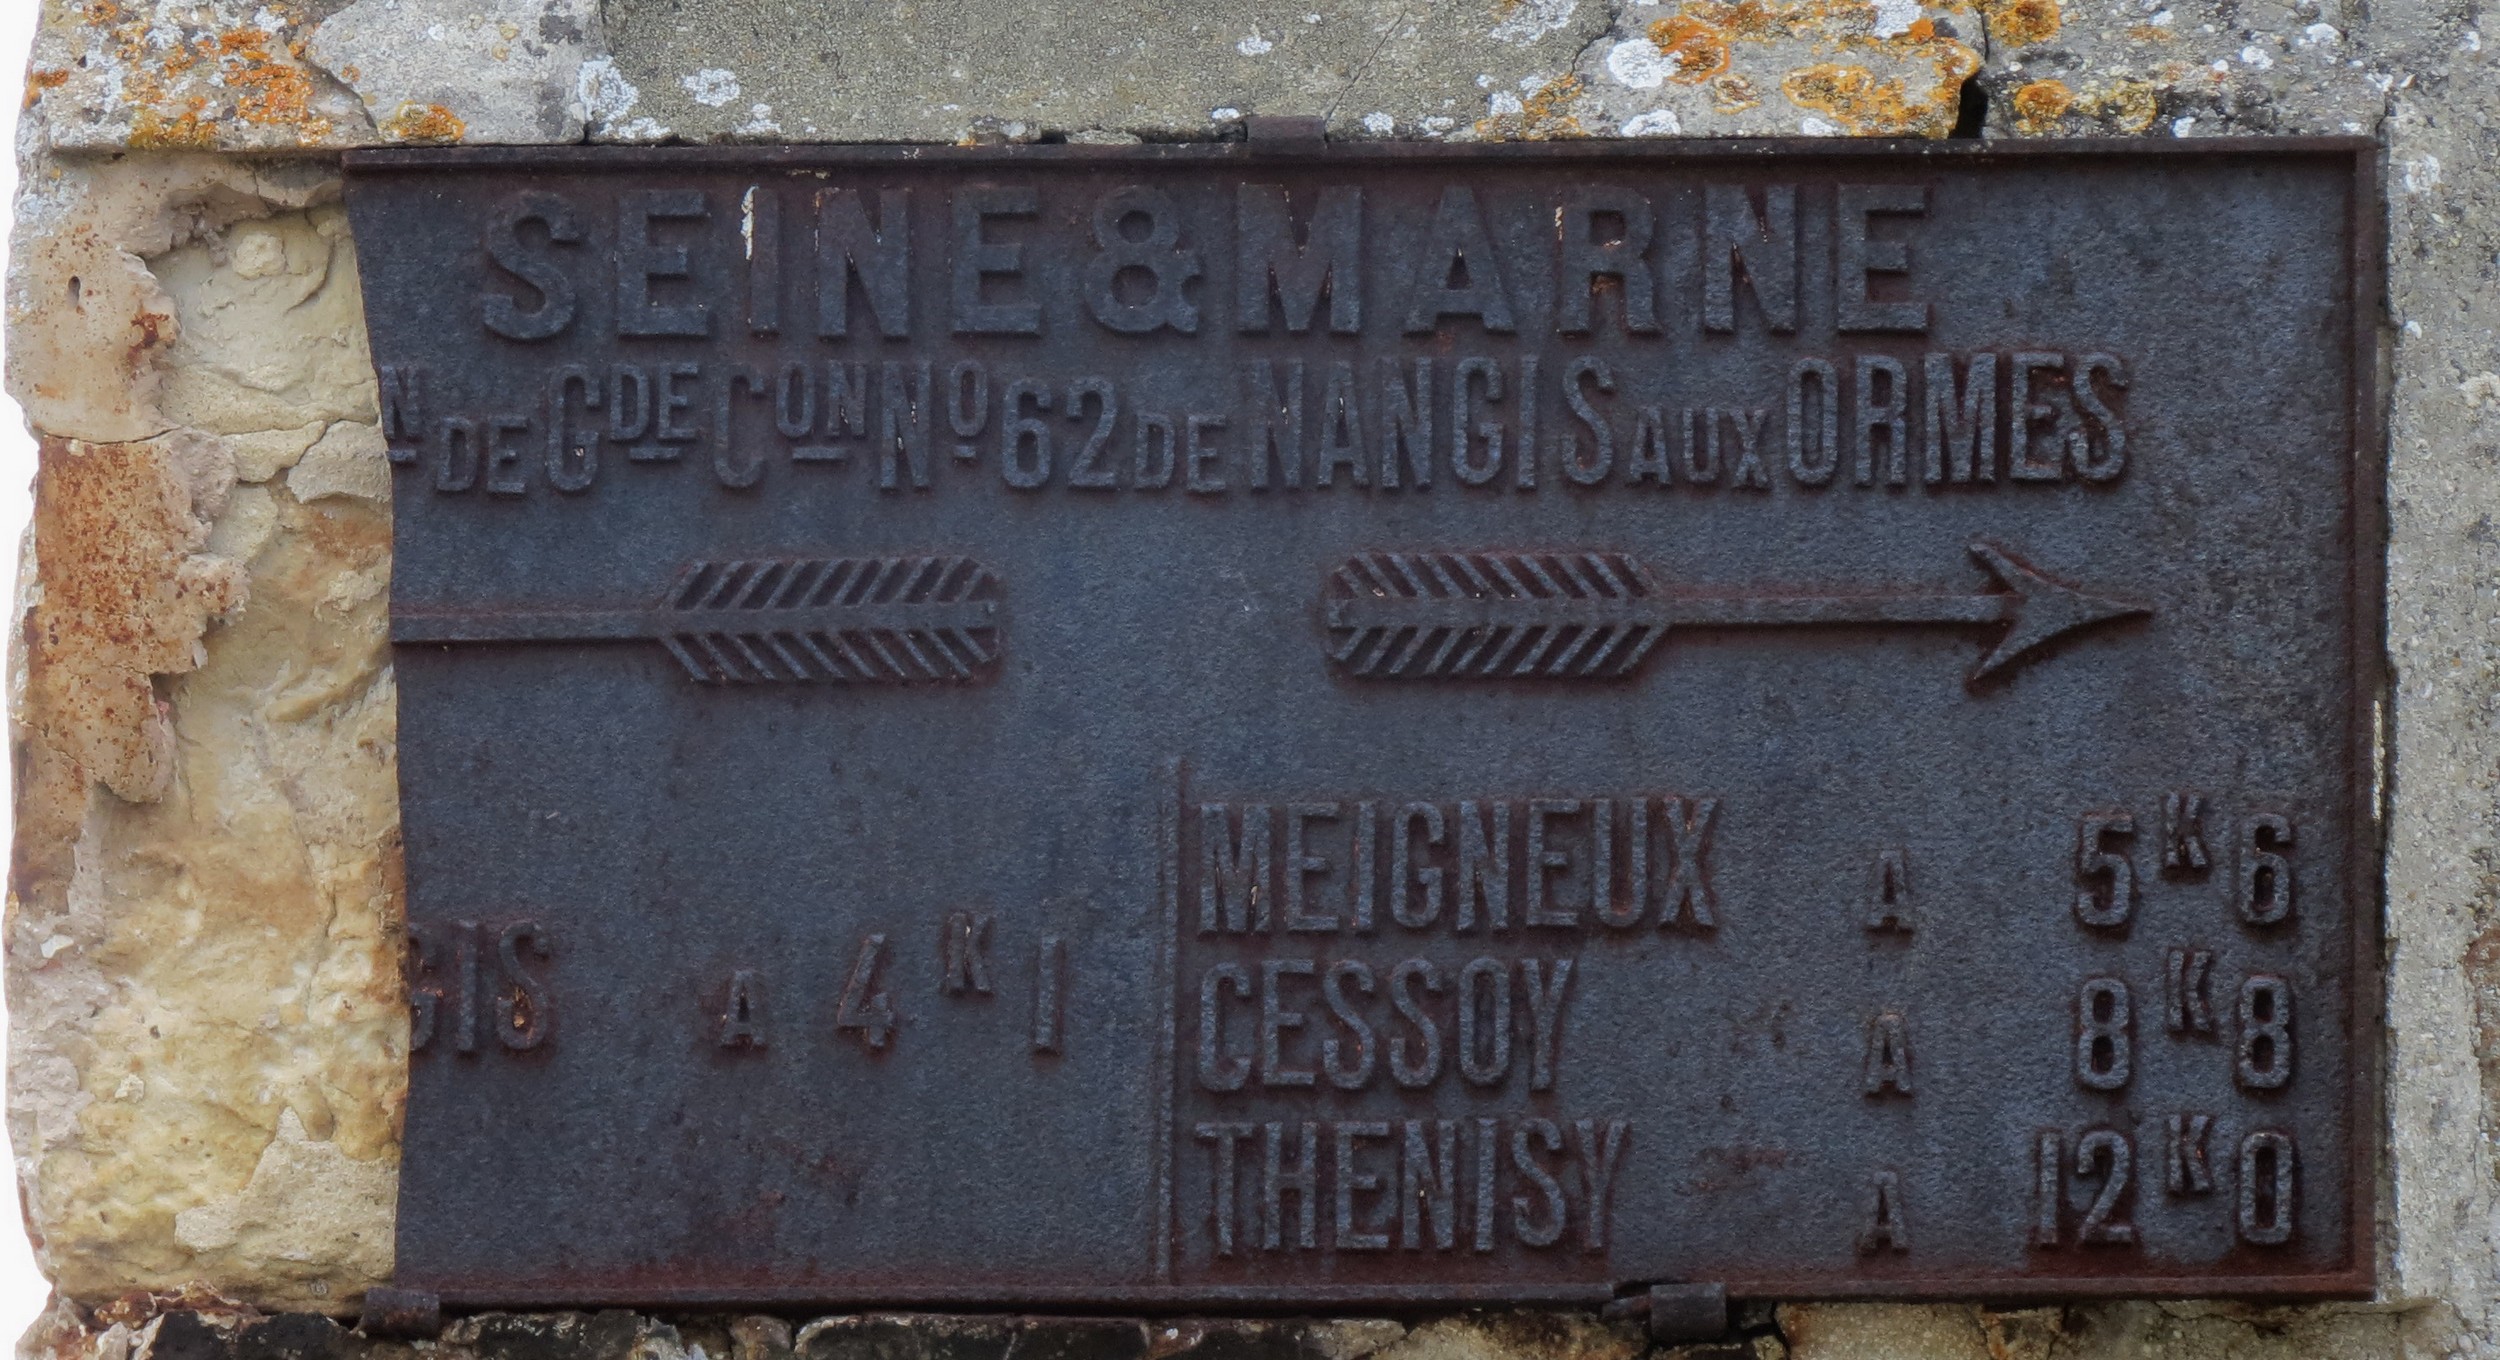 SEINE & MARNE
N DE GDE CON NO 62 DE NANGIS AUX ORMES
GIS A 4K1
MEIGNEUX A 5K6
CESSOY A 8K8
THENISY A 12K0